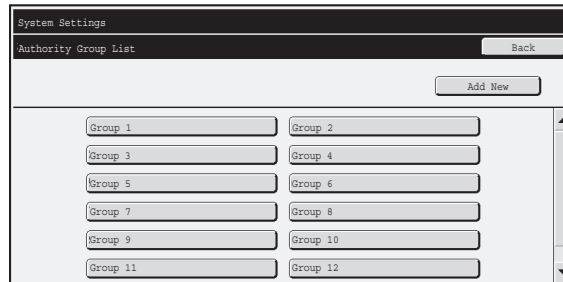 System Settings
Authority Group List Back
Add New
Group 1 Group 2
Group 3 Group 4
Group 5 Group 6
Group 7 Group 8
Group 9 Group 10
Group 11 Group 12